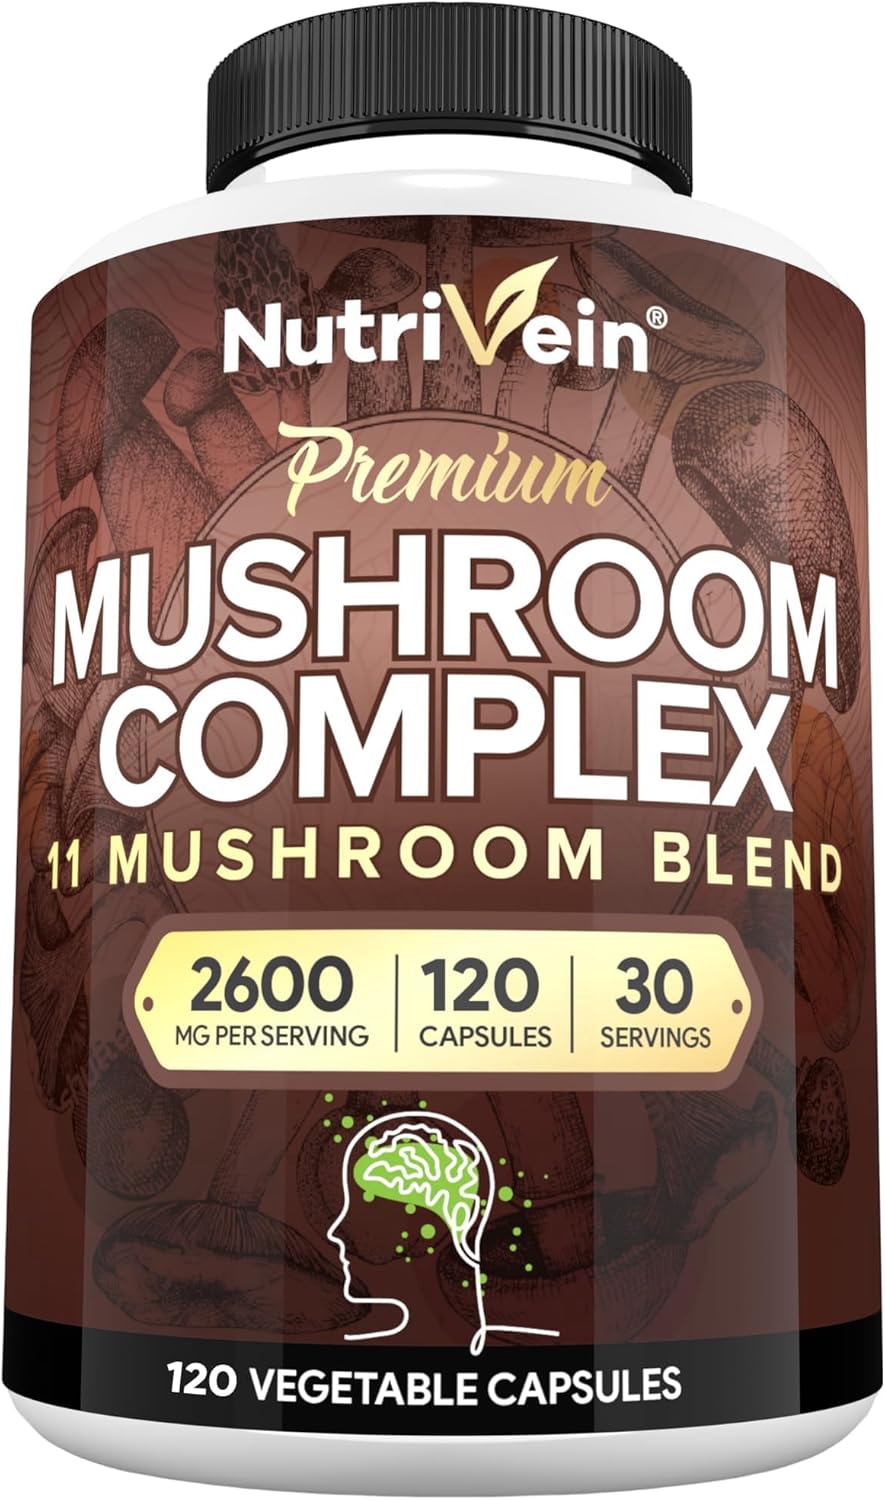 NutriVein®
Premium
MUSHROOM
COMPLEX
11 MUSHROOM BLEND
2600
MG PER SERVING
120
CAPSULES
30
SERVINGS
120 VEGETABLE CAPSULES